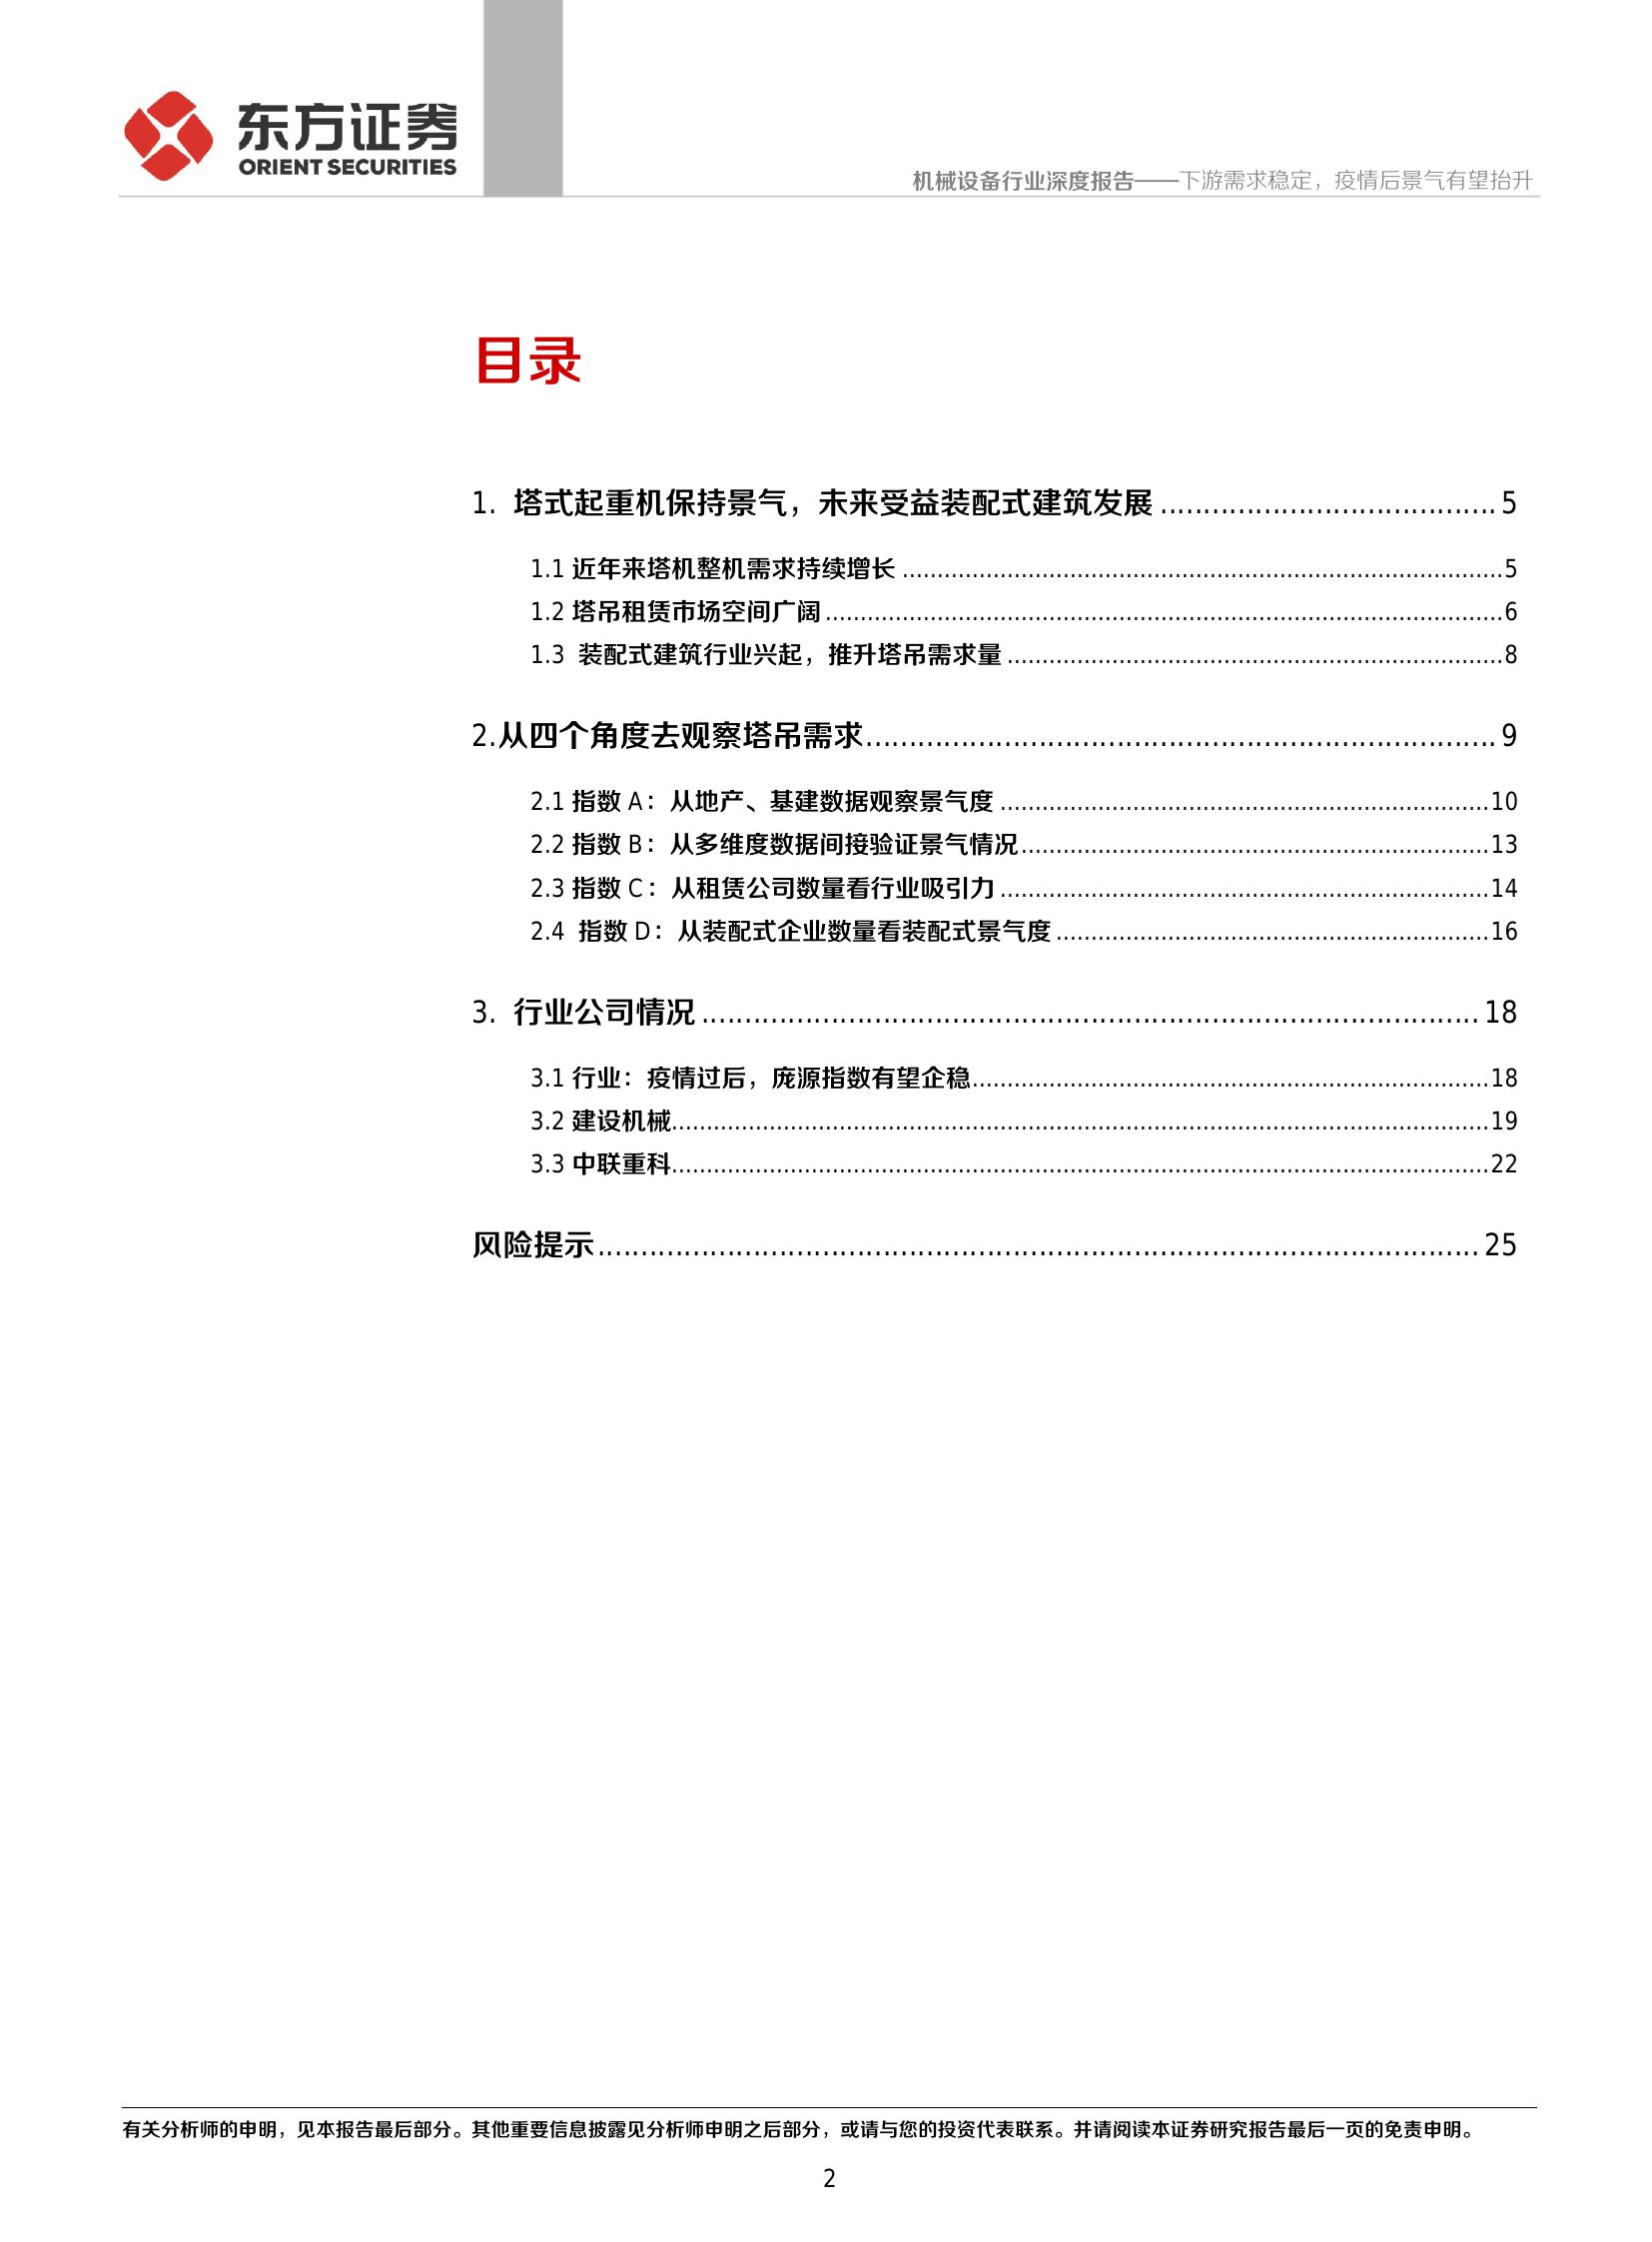 东方证券
ORIENT SECURITIES
机械设备行业深度报告——下游需求稳定，疫情后景气有望抬升
目录
1. 塔式起重机保持景气，未来受益装配式建筑发展 ....................................... 5
1.1 近年来塔机整机需求持续增长 ......................................................................................5
1.2 塔吊租赁市场空间广阔 .................................................................................................6
1.3 装配式建筑行业兴起，推升塔吊需求量 .......................................................................8
2.从四个角度去观察塔吊需求......................................................................... 9
2.1 指数 A：从地产、基建数据观察景气度 ......................................................................10
2.2 指数 B：从多维度数据间接验证景气情况...................................................................13
2.3 指数 C：从租赁公司数量看行业吸引力 ......................................................................14
2.4 指数 D：从装配式企业数量看装配式景气度 ..............................................................16
3. 行业公司情况 .......................................................................................... 18
3.1 行业：疫情过后，庞源指数有望企稳..........................................................................18
3.2 建设机械.....................................................................................................................19
3.3 中联重科.....................................................................................................................22
风险提示...................................................................................................... 25
有关分析师的申明，见本报告最后部分。其他重要信息披露见分析师申明之后部分，或请与您的投资代表联系。并请阅读本证券研究报告最后一页的免责申明。
2